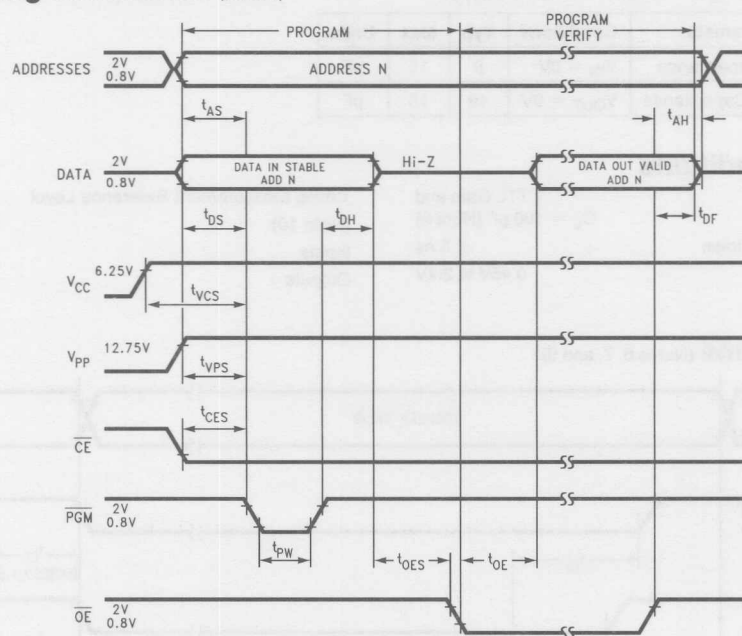 PROGRAM
PROGRAM VERIFY
ADDRESSES
2V
0.8V
ADDRESS N
tAS
tAH
DATA
2V
0.8V
DATA IN STABLE
ADD N
Hi-Z
DATA OUT VALID
ADD N
tDS
tDH
tDF
VCC
6.25V
tVCS
VPP
12.75V
tVPS
CE
tCES
PGM
2V
0.8V
tPW
tOES
tOE
OE
2V
0.8V